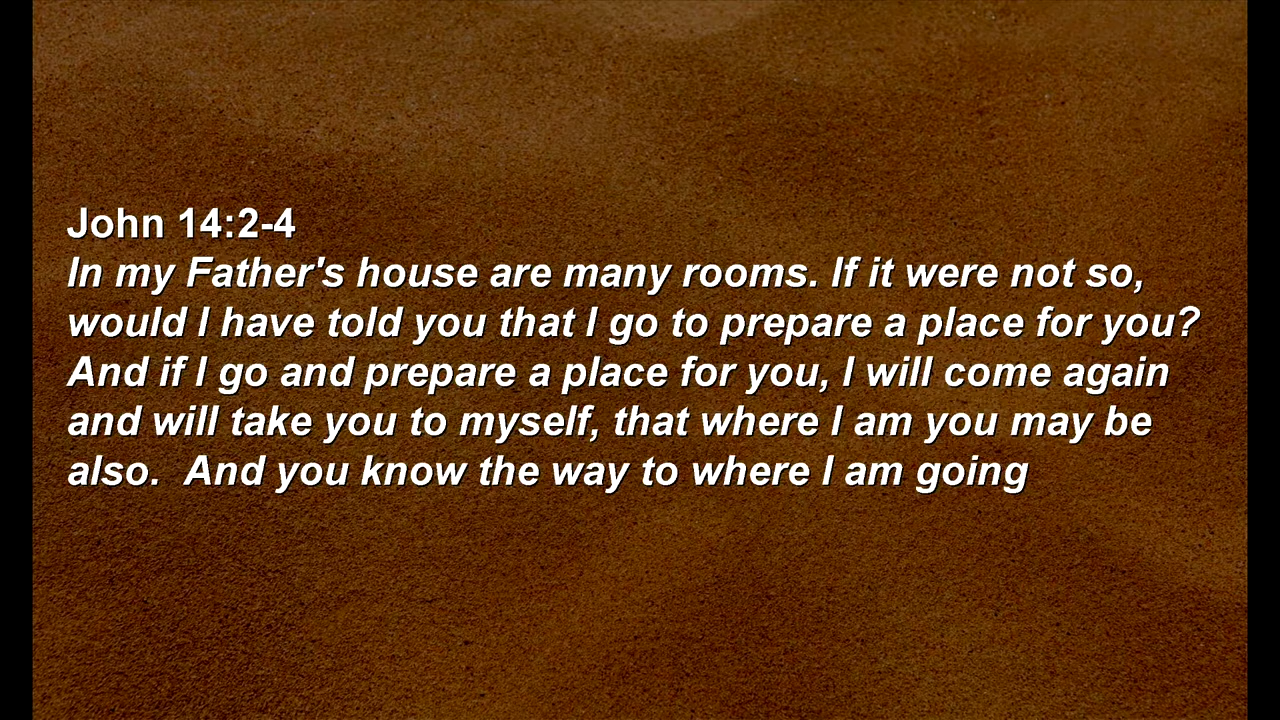 John 14:2-4
In my Father's house are many rooms. If it were not so,
would I have told you that I go to prepare a place for you?
And if I go and prepare a place for you, I will come again
and will take you to myself, that where I am you may be
also.  And you know the way to where I am going